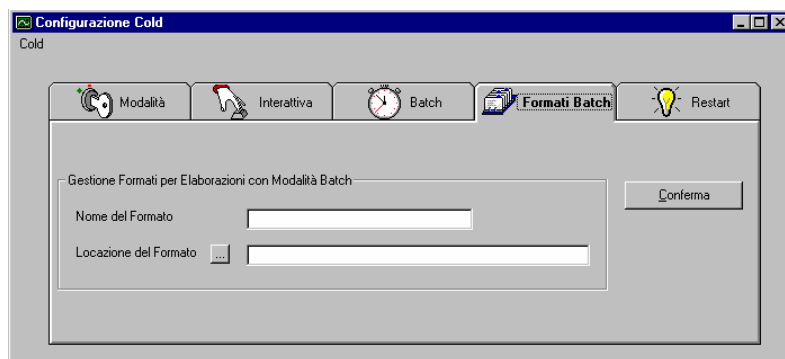 Configurazione Cold
Cold
Modalità Interattiva Batch Formati Batch Restart
Gestione Formati per Elaborazioni con Modalità Batch
Conferma
Nome del Formato
Locazione del Formato ...